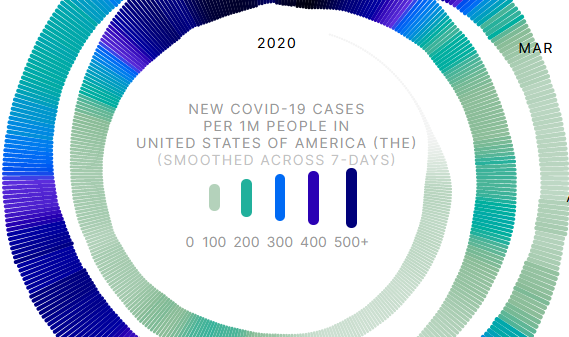 2020
MAR
NEW COVID-19 CASES
PER 1M PEOPLE IN
UNITED STATES OF AMERICA (THE)
(SMOOTHED ACROSS 7-DAYS)
0 100 200 300 400 500+